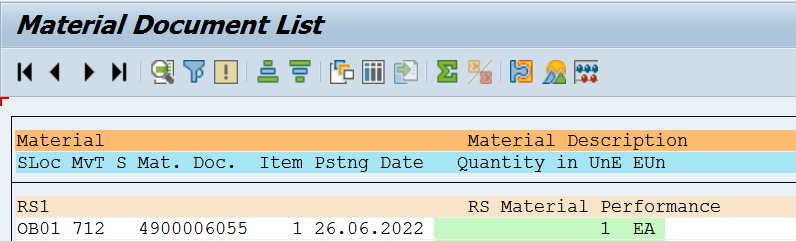 Material Document List
Material Material Description
SLoc MvT S Mat. Doc. Item Pstng Date Quantity in UnE EUn
RS1 RS Material Performance
OB01 712 4900006055 1 26.06.2022 1 EA